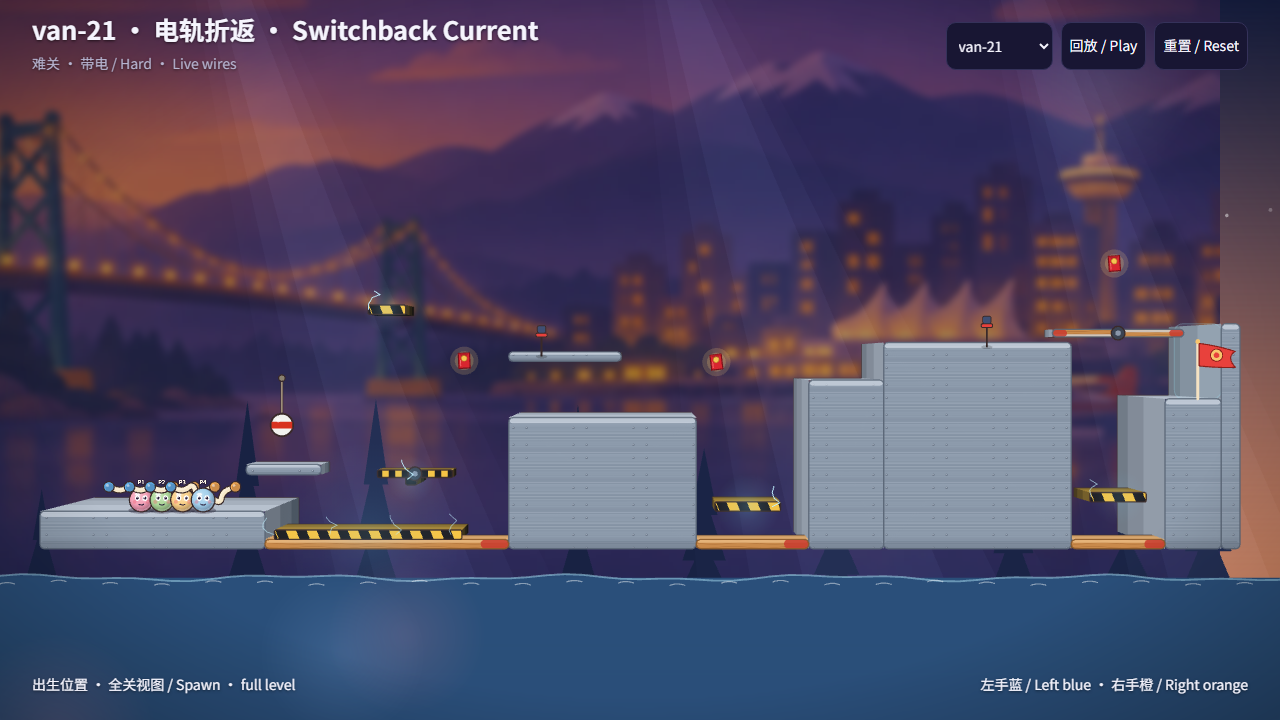 van-21 • 电轨折返 • Switchback Current
难关 • 带电 / Hard • Live wires
van-21
回放 / Play
重置 / Reset
P1 P2 P3 P4
出生位置 • 全关视图 / Spawn • full level
左手蓝 / Left blue • 右手橙 / Right orange